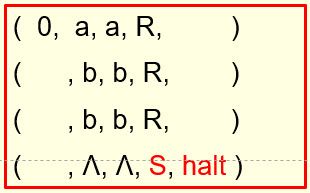 ( 0, a, a, R, )
( , b, b, R, )
( , b, b, R, )
( , Λ, Λ, S, halt )